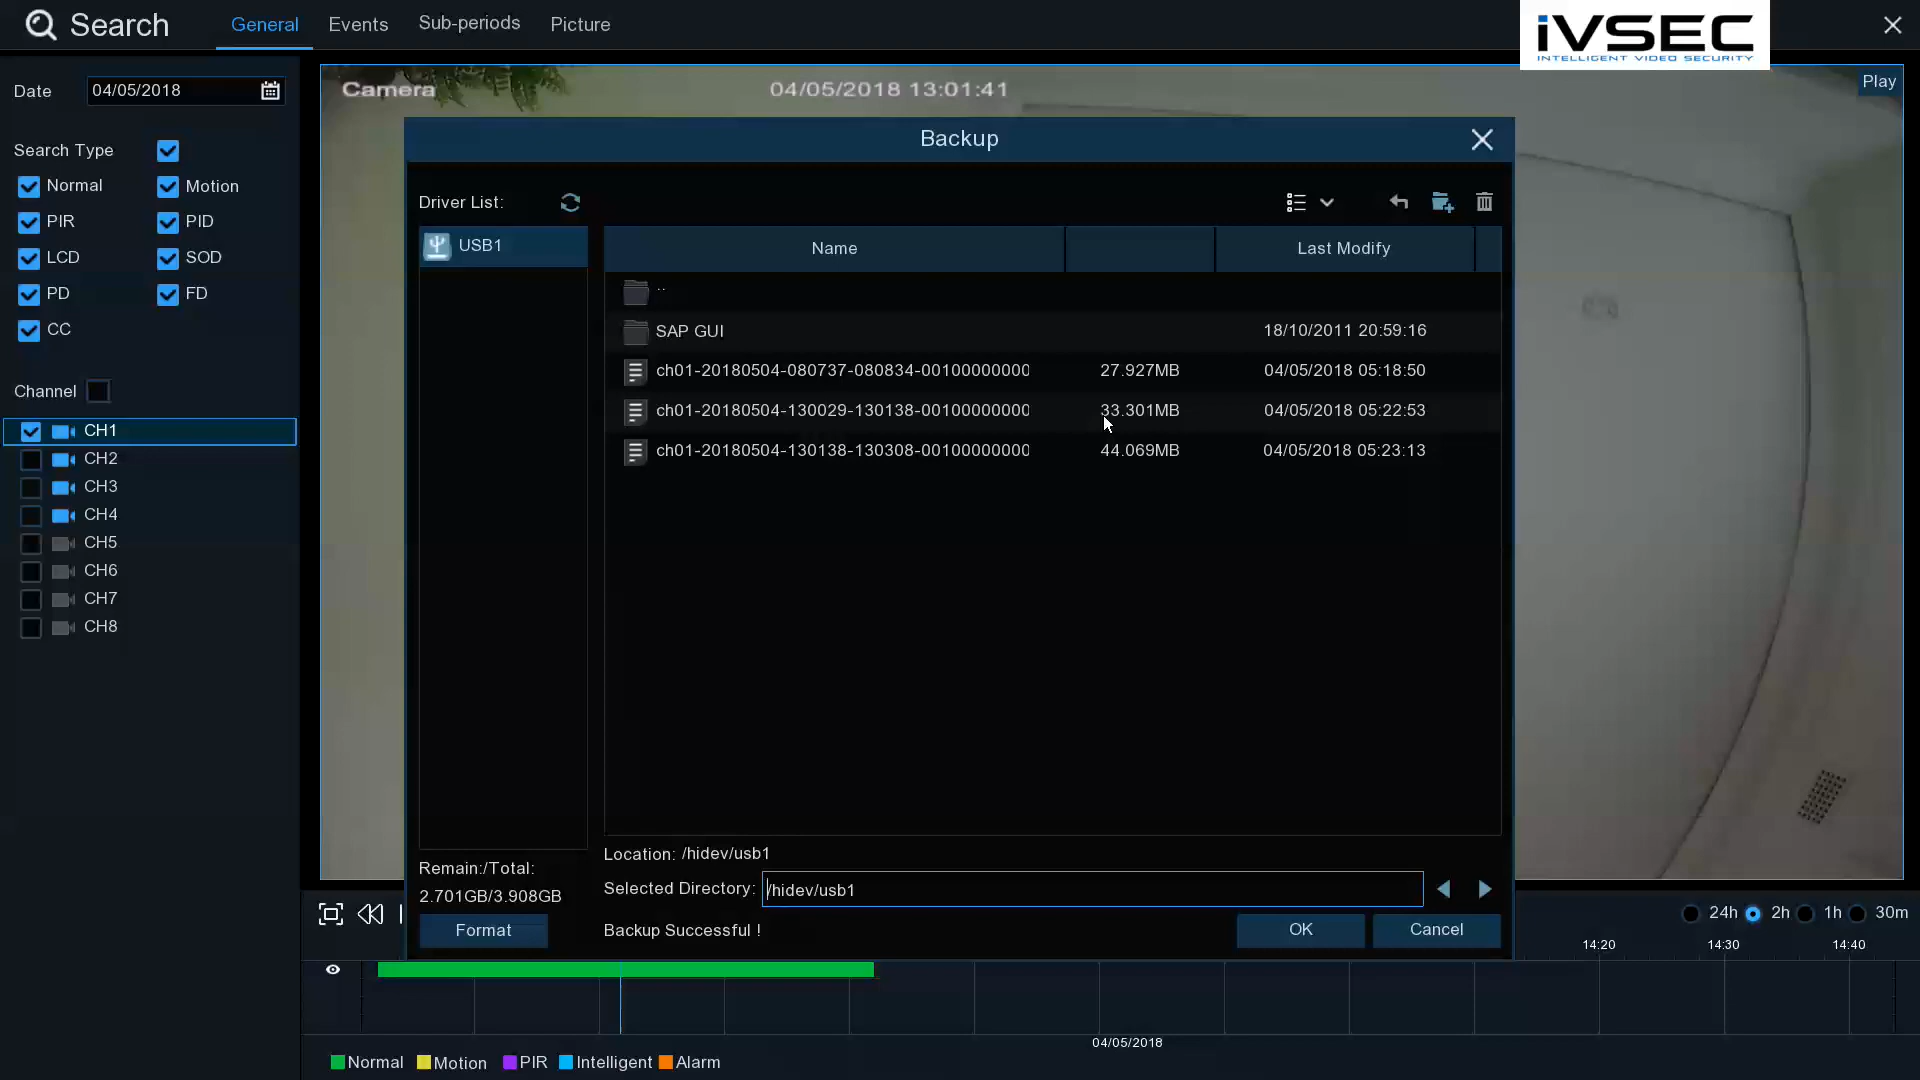 Search
General
Events
Sub-periods
Picture
iVSEC
INTELLIGENT VIDEO SECURITY
Date
04/05/2018
Search Type
Normal
Motion
PIR
PID
LCD
SOD
PD
FD
CC
Channel
CH1
CH2
CH3
CH4
CH5
CH6
CH7
CH8
Camera
04/05/2018 13:01:41
Play
Backup
Driver List:
USB1
Name
Last Modify
..
SAP GUI 18/10/2011 20:59:16
ch01-20180504-080737-080834-00100000000 27.927MB 04/05/2018 05:18:50
ch01-20180504-130029-130138-00100000000 33.301MB 04/05/2018 05:22:53
ch01-20180504-130138-130308-00100000000 44.069MB 04/05/2018 05:23:13
Remain:/Total:
2.701GB/3.908GB
Format
Location: /hidev/usb1
Selected Directory: /hidev/usb1
Backup Successful !
OK
Cancel
24h 2h 1h 30m
14:20 14:30 14:40
04/05/2018
Normal Motion PIR Intelligent Alarm